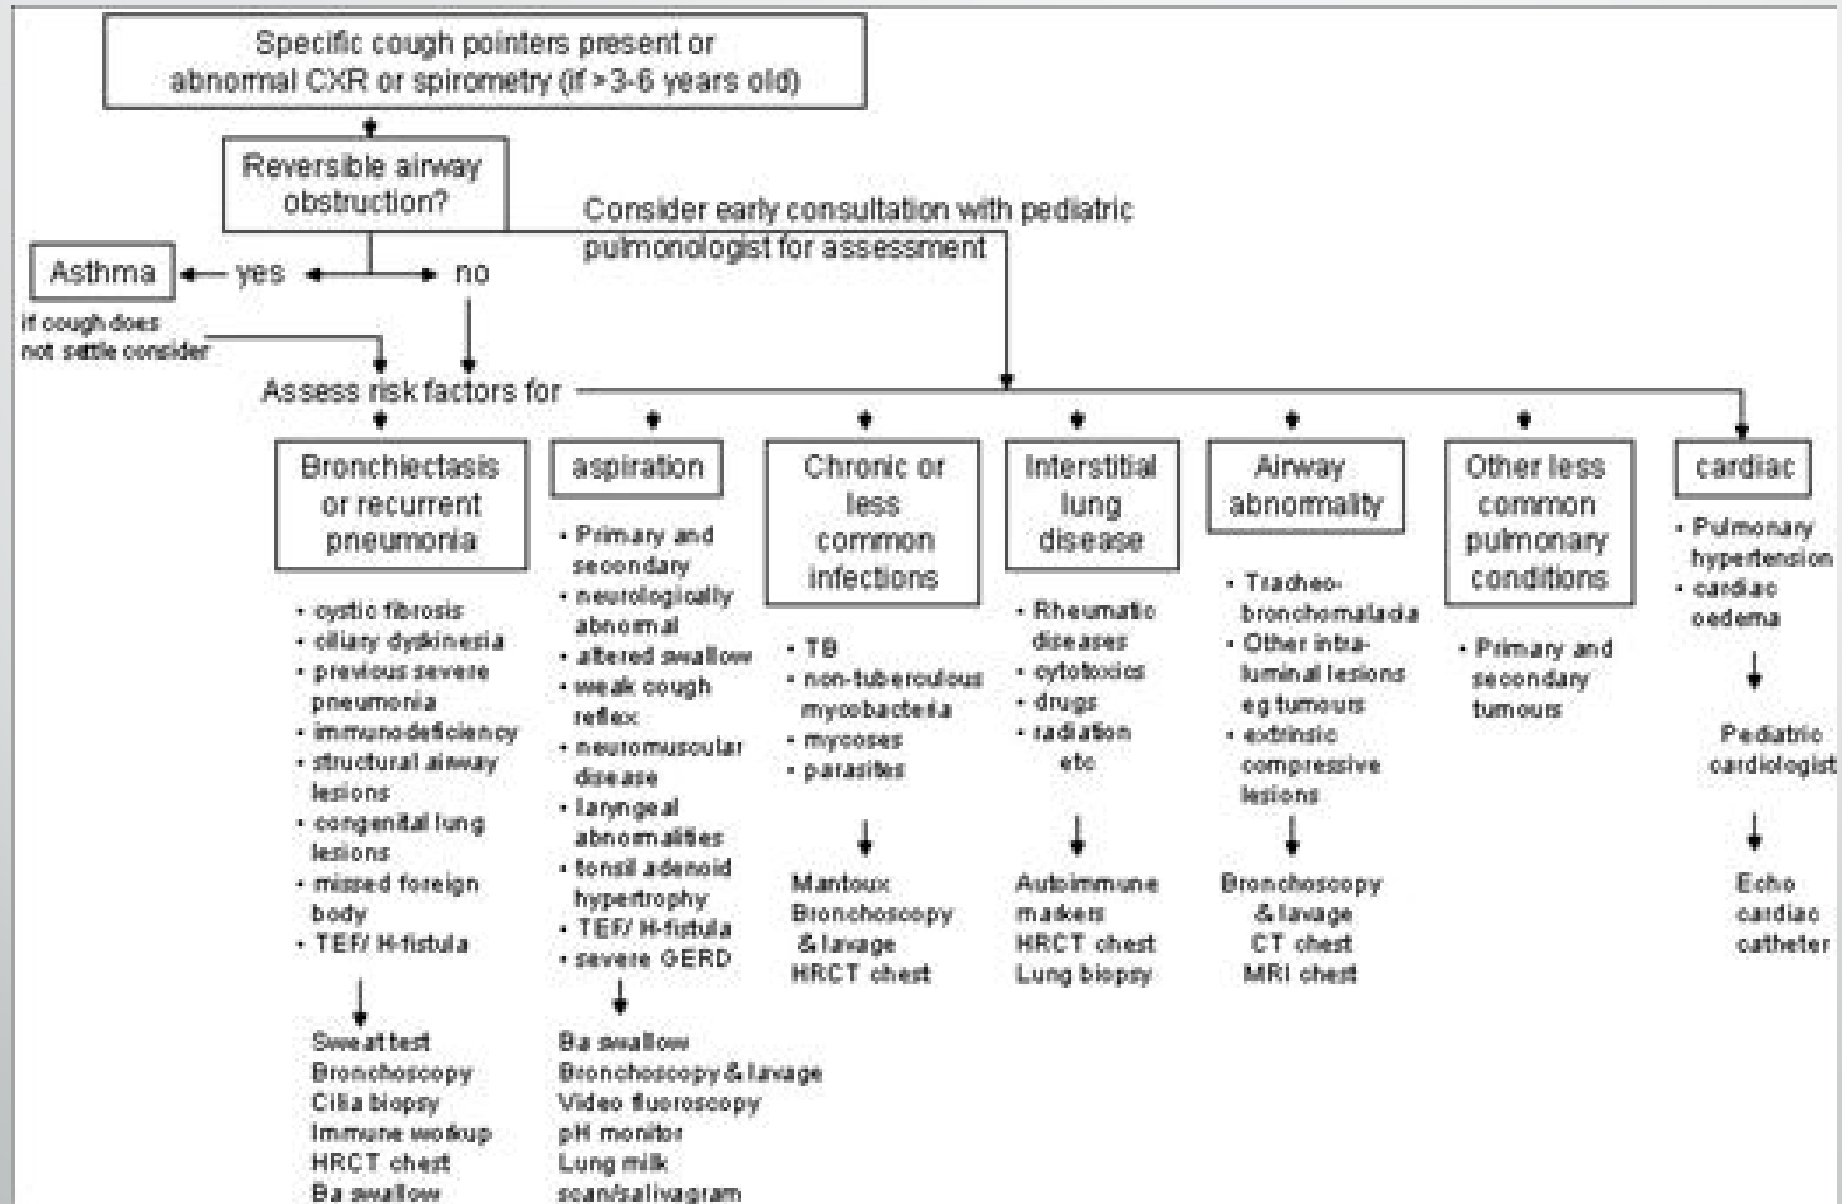 Specific cough pointers present or
abnormal CXR or spirometry (if >3-6 years old)
Reversible airway
obstruction?
Consider early consultation with pediatric
pulmonologist for assessment
Asthma
yes
no
if cough does
not settle consider
Assess risk factors for
Bronchiectasis
or recurrent
pneumonia
• cystic fibrosis
• ciliary dyskinesia
• previous severe
pneumonia
• immunodeficiency
• structural airway
lesions
• congenital lung
lesions
• missed foreign
body
• TEF/ H-fistula
Sweat test
Bronchoscopy
Cilia biopsy
Immune workup
HRCT chest
Ba swallow
aspiration
• Primary and
secondary
• neurologically
abnormal
• altered swallow
• weak cough
reflex
• neuromuscular
disease
• laryngeal
abnormalities
• tonsil adenoid
hypertrophy
• TEF/ H-fistula
• severe GERD
Ba swallow
Bronchoscopy & lavage
Video fluoroscopy
pH monitor
Lung milk
scan/salivagram
Chronic or
less
common
infections
• TB
• non-tuberculous
mycobacteria
• mycoses
• parasites
Mantoux
Bronchoscopy
& lavage
HRCT chest
Interstitial
lung
disease
• Rheumatic
diseases
• cytotoxics
• drugs
• radiation
etc
Autoimmune
markers
HRCT chest
Lung biopsy
Airway
abnormality
• Tracheo-
bronchomalacia
• Other intra-
luminal lesions
eg tumours
• extrinsic
compressive
lesions
Bronchoscopy
& lavage
CT chest
MRI chest
Other less
common
pulmonary
conditions
• Primary and
secondary
tumours
cardiac
• Pulmonary
hypertension
• cardiac
oedema
Pediatric
cardiologist
Echo
cardiac
catheter